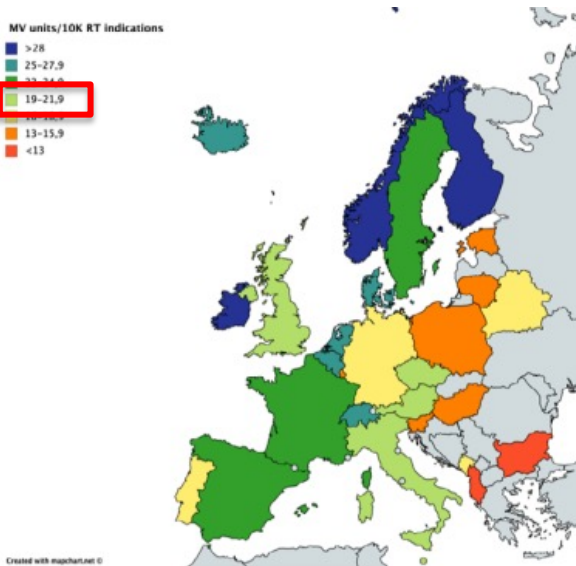 MV units/10K RT indications
>28
25-27,9
19-21,9
13-15,9
<13
Created with mapchart.net ©